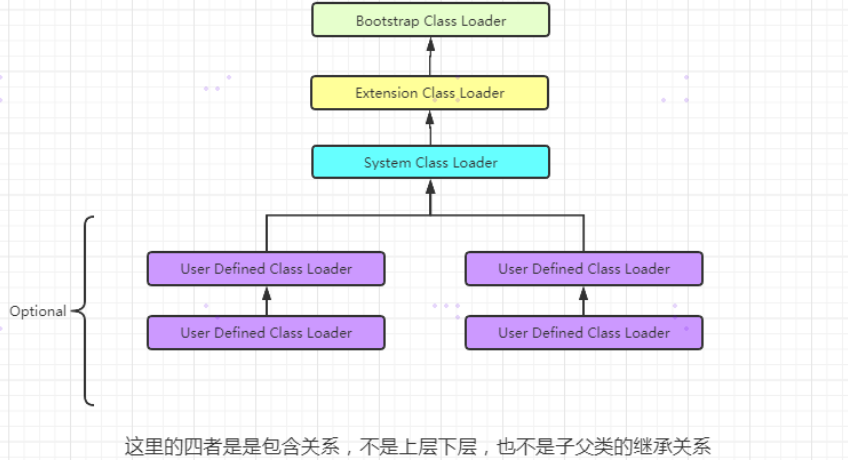 Bootstrap Class Loader
Extension Class Loader
System Class Loader
User Defined Class Loader
User Defined Class Loader
Optional
User Defined Class Loader
User Defined Class Loader
这里的四者是是包含关系，不是上层下层，也不是子父类的继承关系